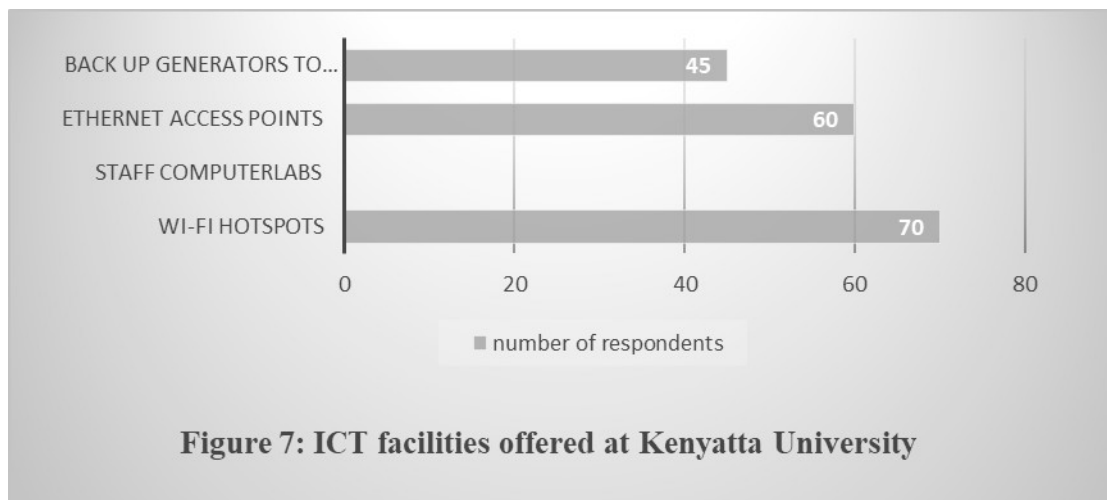 BACK UP GENERATORS TO...
45
ETHERNET ACCESS POINTS
60
STAFF COMPUTERLABS
WI-FI HOTSPOTS
70
0 20 40 60 80
number of respondents
Figure 7: ICT facilities offered at Kenyatta University